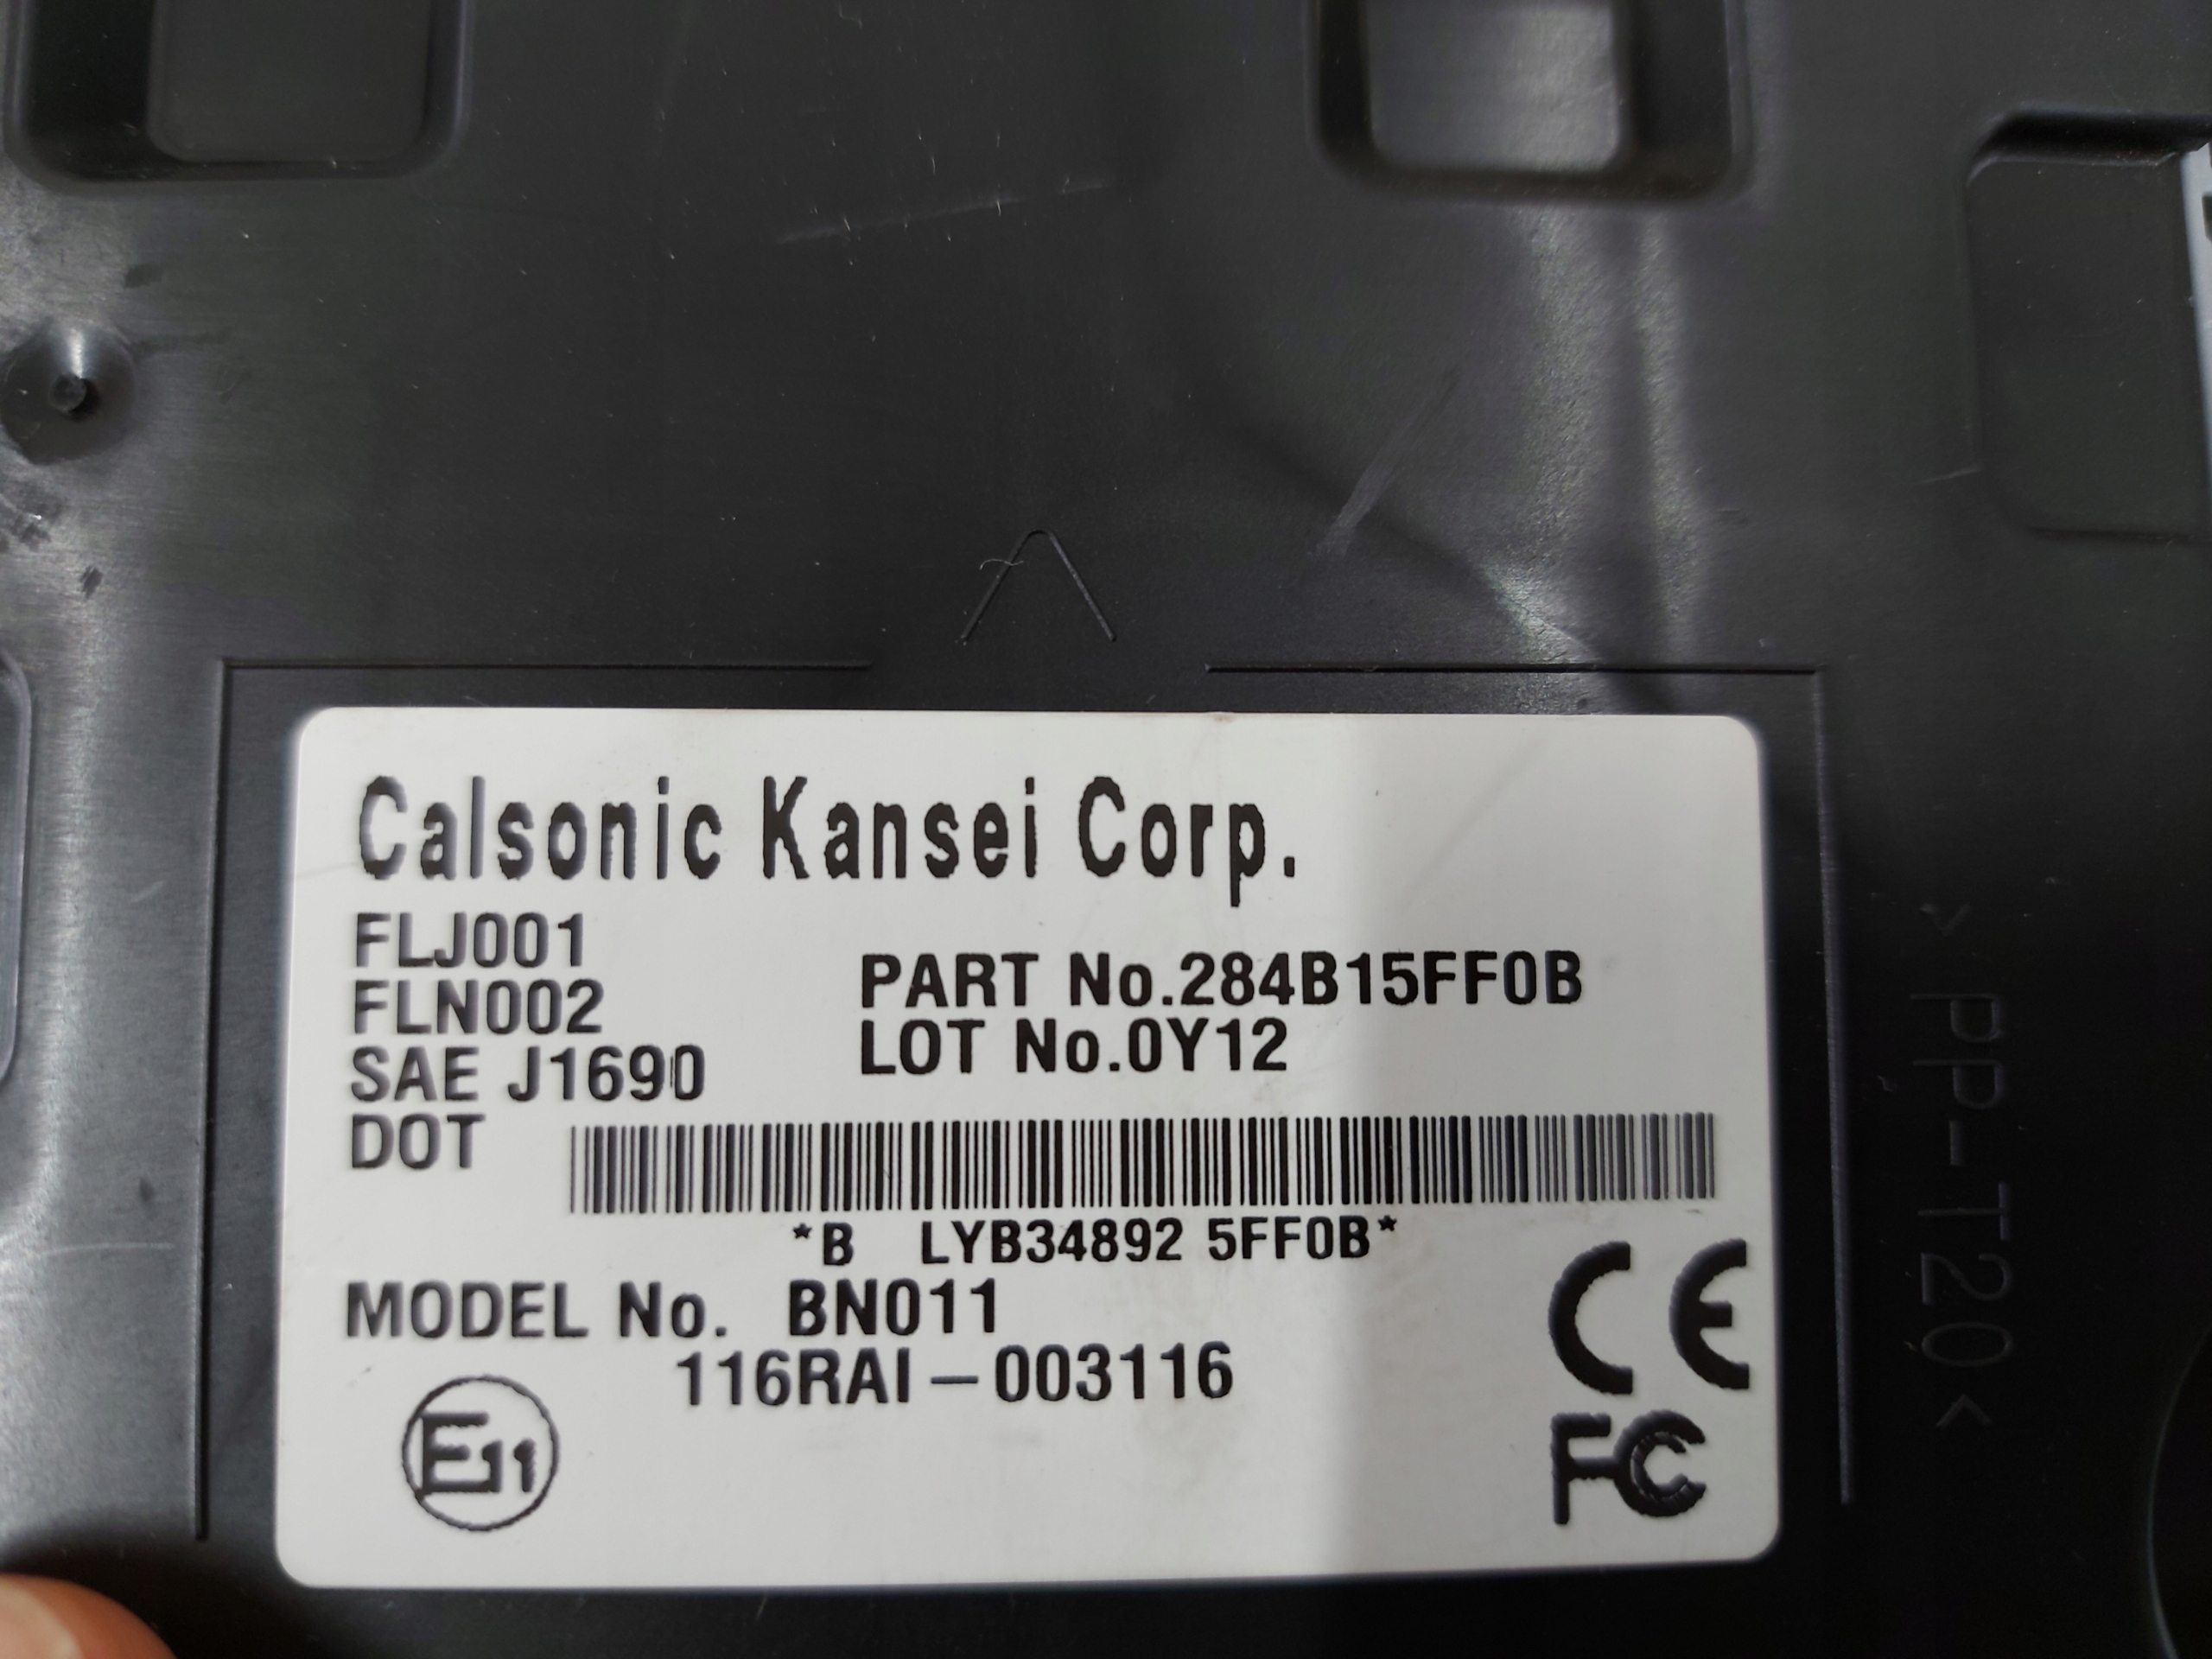 Calsonic Kansei Corp.
FLJ001
FLN002
SAE J1690
DOT
PART No.284B15FF0B
LOT No.0Y12
*B LYB34892 5FF0B*
MODEL No. BN011
116RAI-003116
E11
CE
FC
>PP-T20<